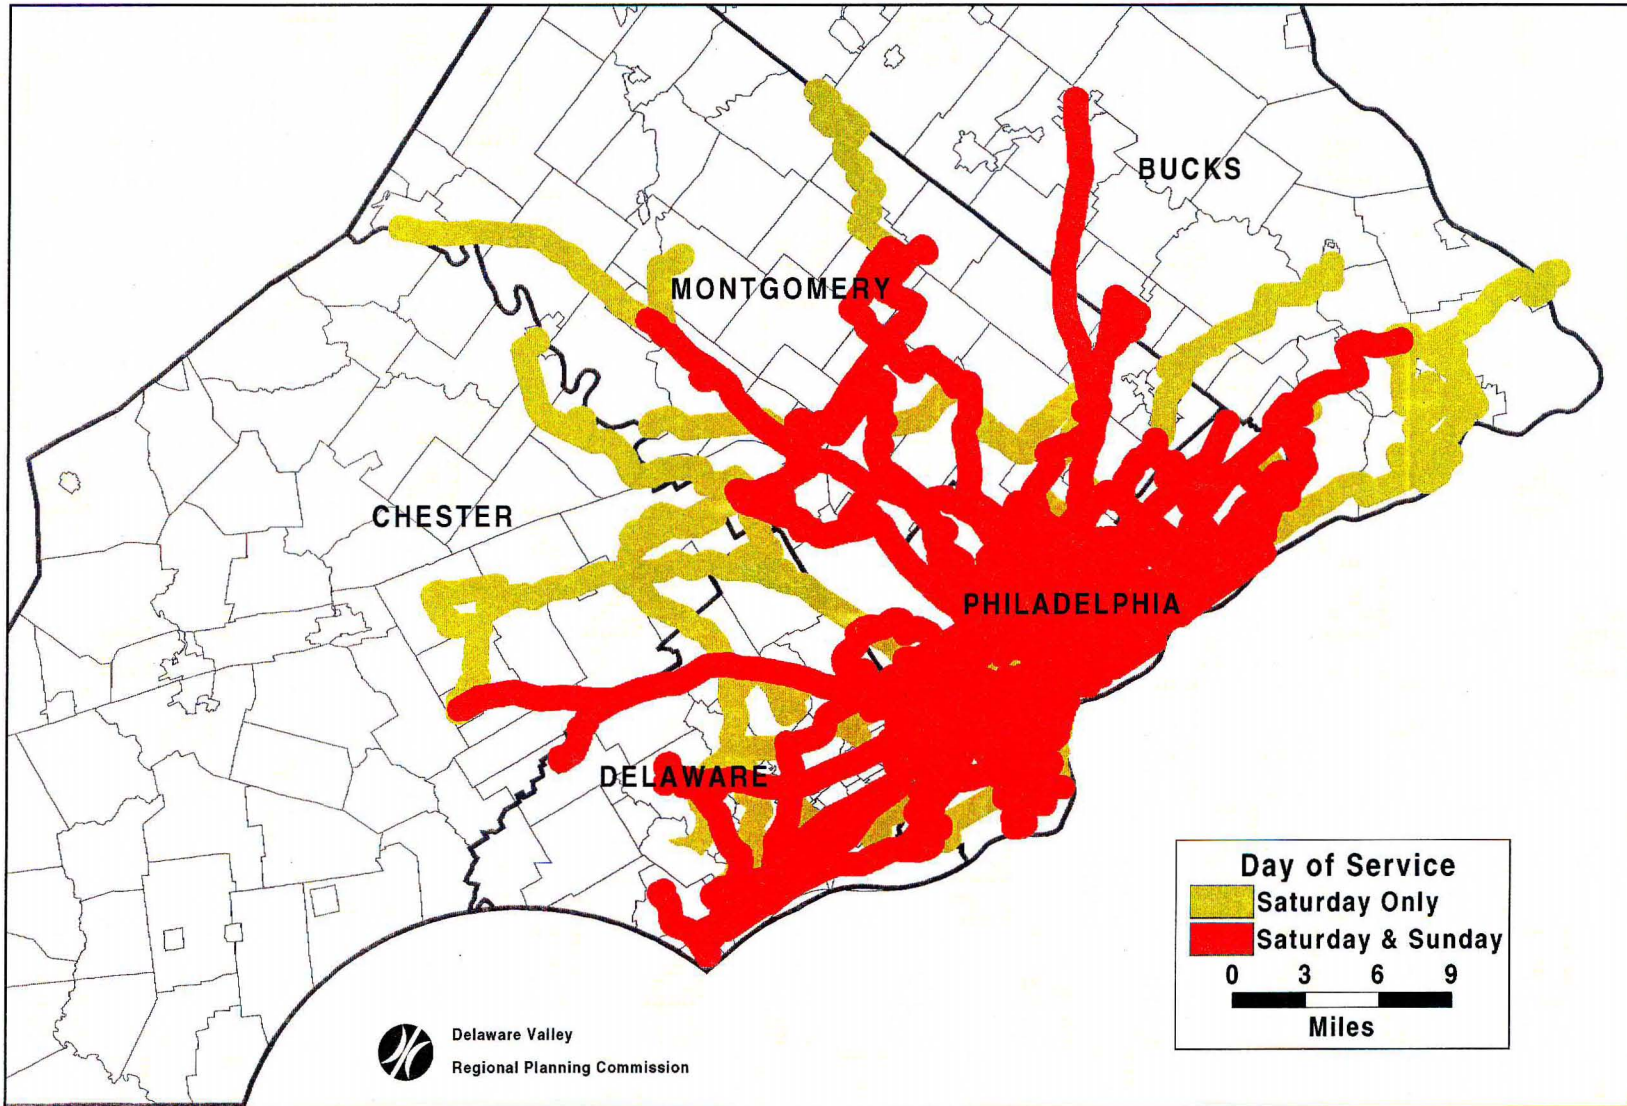 BUCKS
MONTGOMERY
CHESTER
PHILADELPHIA
DELAWARE
Day of Service
Saturday Only
Saturday & Sunday
0 3 6 9
Miles
Delaware Valley
Regional Planning Commission